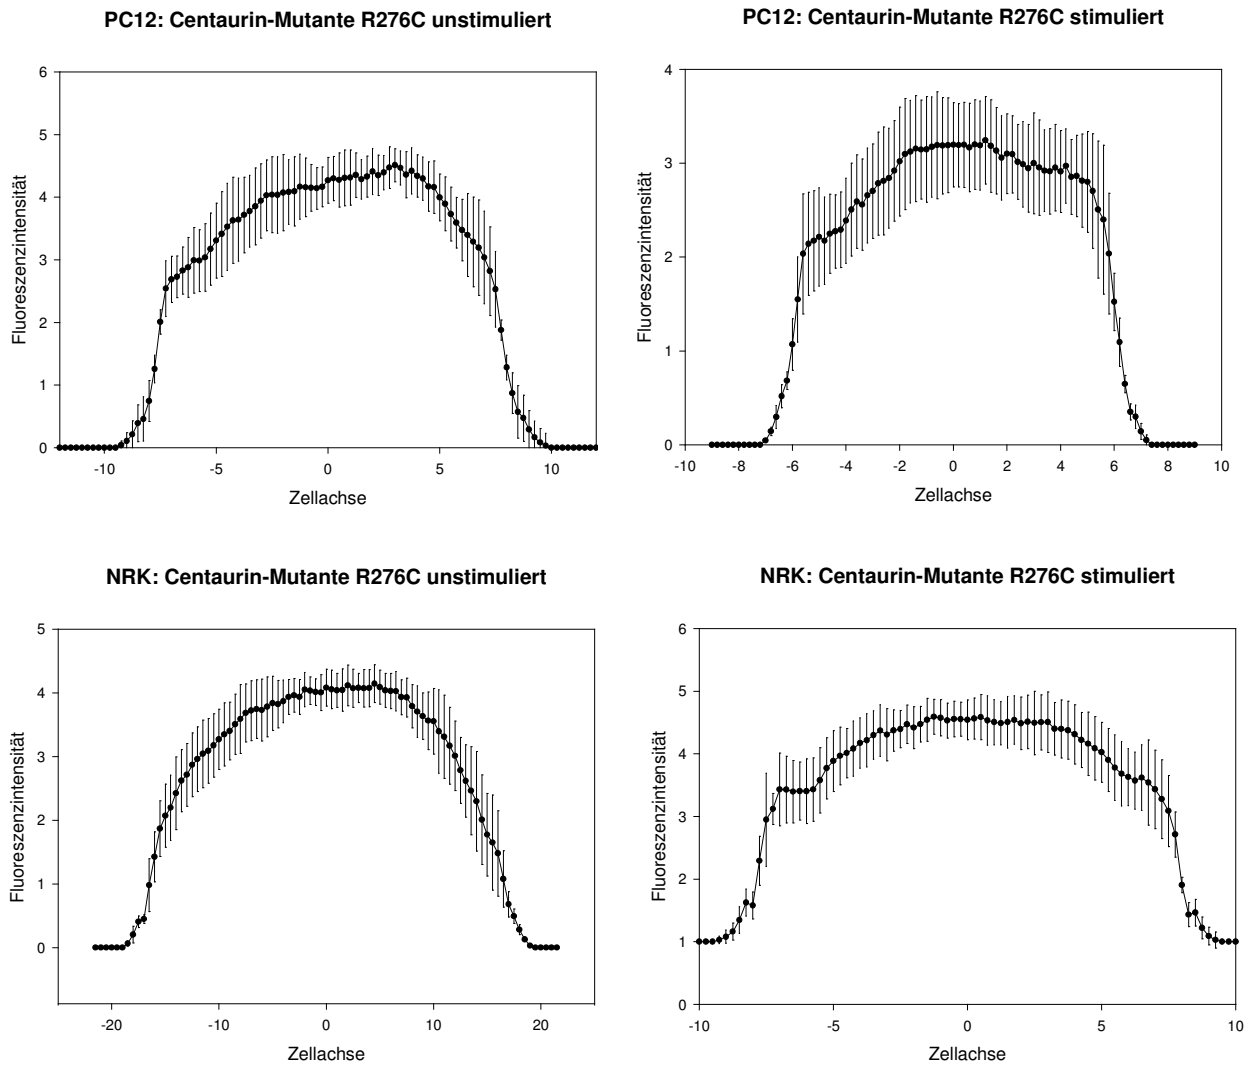 PC12: Centaurin-Mutante R276C unstimuliert
Fluoreszenzintensität
6
5
4
3
2
1
0
-10 -5 0 5 10
Zellachse
PC12: Centaurin-Mutante R276C stimuliert
Fluoreszenzintensität
4
3
2
1
0
-10 -8 -6 -4 -2 0 2 4 6 8 10
Zellachse
NRK: Centaurin-Mutante R276C unstimuliert
Fluoreszenzintensität
5
4
3
2
1
0
-20 -10 0 10 20
Zellachse
NRK: Centaurin-Mutante R276C stimuliert
Fluoreszenzintensität
6
5
4
3
2
1
0
-10 -5 0 5 10
Zellachse